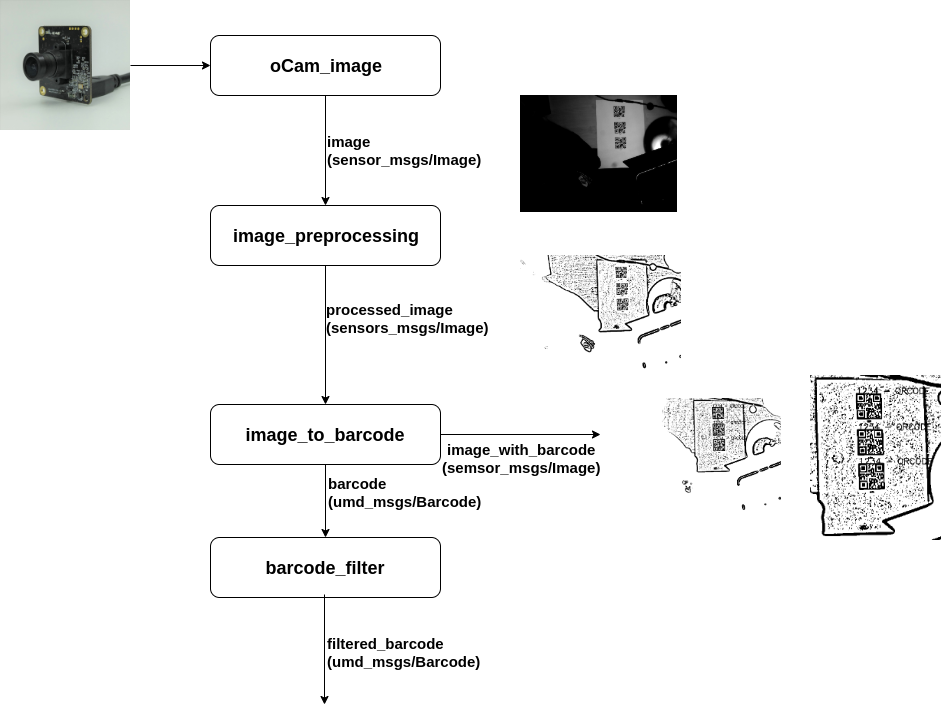 oCam_image
image
(sensor_msgs/Image)
image_preprocessing
processed_image
(sensors_msgs/Image)
image_to_barcode
image_with_barcode
(semsor_msgs/Image)
barcode
(umd_msgs/Barcode)
1234 - QRCODE
1234 - QRCODE
1234 - QRCODE
barcode_filter
filtered_barcode
(umd_msgs/Barcode)